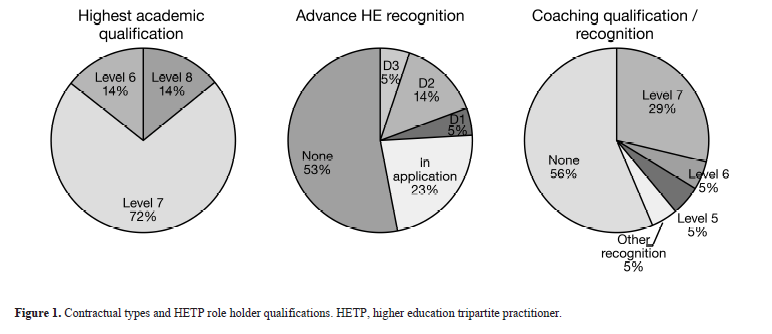 Highest academic
qualification
Level 6
14%
Level 8
14%
Level 7
72%
Advance HE recognition
D3
5%
D2
14%
D1
5%
In
application
23%
None
53%
Coaching qualification /
recognition
Level 7
29%
Level 6
5%
Level 5
5%
Other
recognition
5%
None
56%
Figure 1. Contractual types and HETP role holder qualifications. HETP, higher education tripartite practitioner.